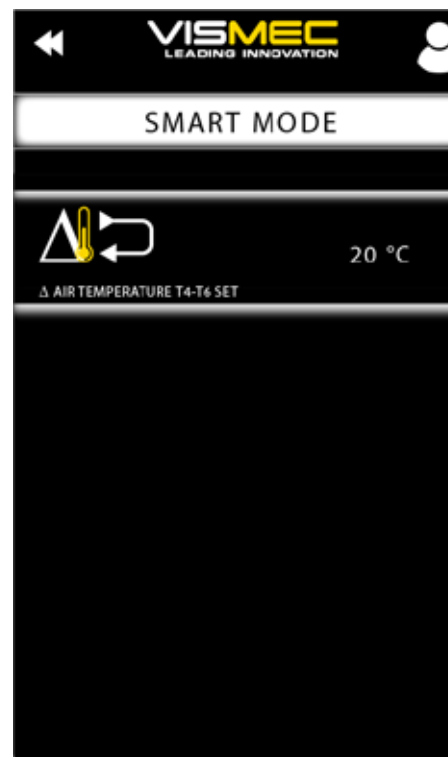 VISMEC
LEADING INNOVATION
SMART MODE
20 °C
Δ AIR TEMPERATURE T4-T6 SET